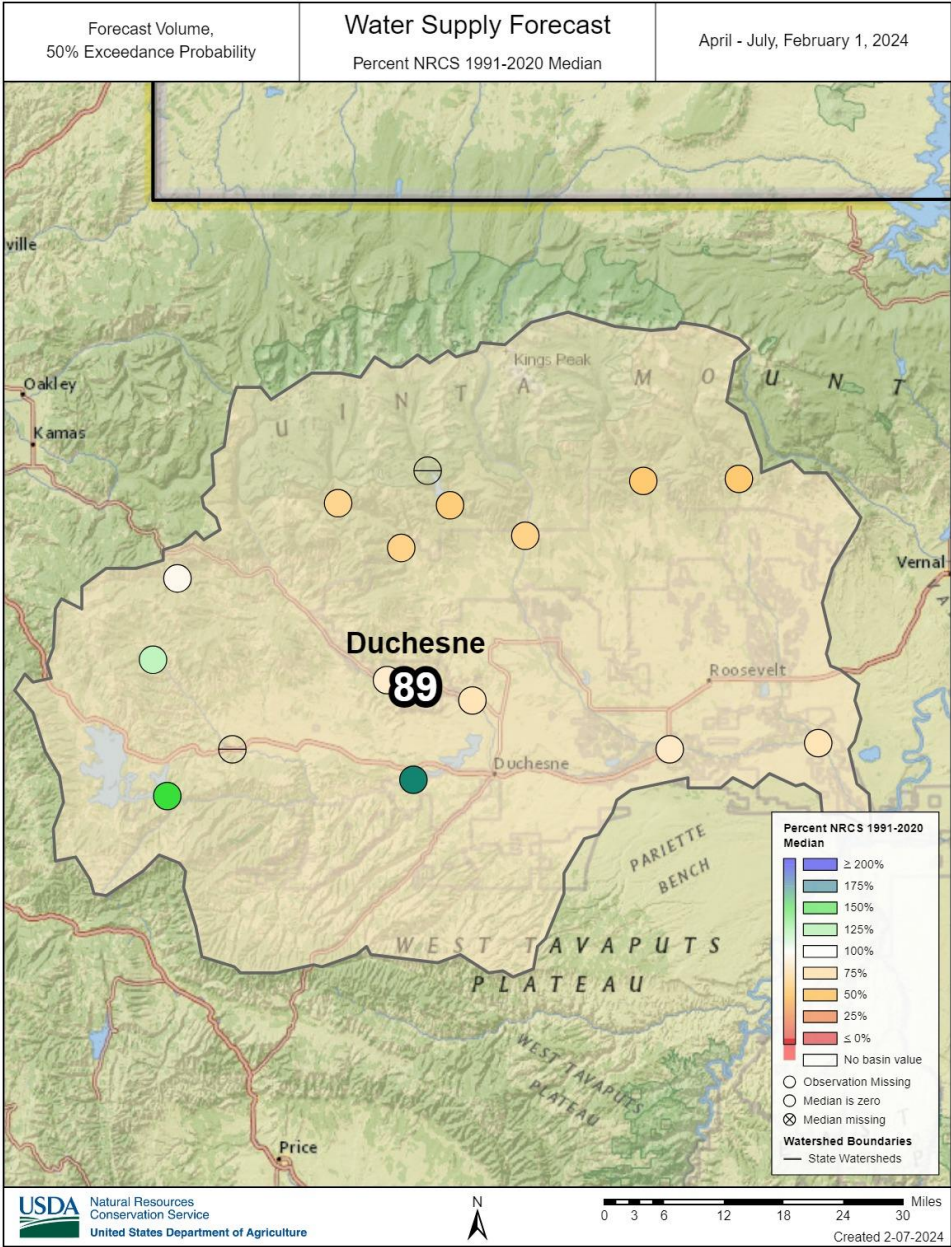 Forecast Volume,
50% Exceedance Probability
Water Supply Forecast
Percent NRCS 1991-2020 Median
April - July, February 1, 2024
ville
Kings Peak
UINTA MOUNT
Oakley
Kamas
Vernal
Duchesne
89
Roosevelt
Duchesne
PARIETTE
BENCH
WEST TAVAPUTS
PLATEAU
WEST TAVAPUTS
PLATEAU
Price
Percent NRCS 1991-2020
Median
≥ 200%
175%
150%
125%
100%
75%
50%
25%
≤ 0%
No basin value
Observation Missing
Median is zero
Median missing
Watershed Boundaries
State Watersheds
USDA
Natural Resources
Conservation Service
United States Department of Agriculture
N
Miles
0 3 6 12 18 24 30
Created 2-07-2024